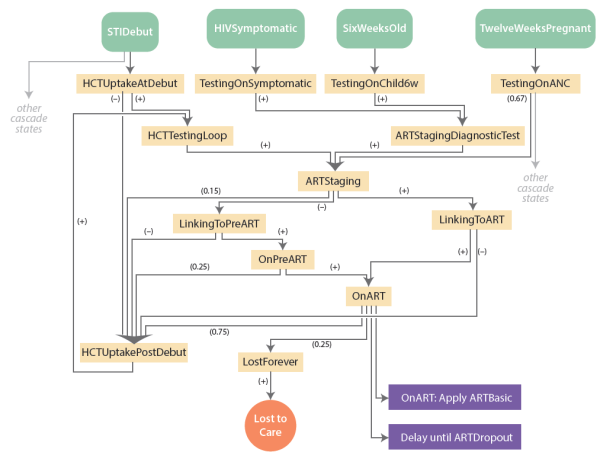 STIDebut
HIVSymptomatic
SixWeeksOld
TwelveWeeksPregnant
HCTUptakeAtDebut
TestingOnSymptomatic
TestingOnChild6w
TestingOnANC
other
cascade
states
(–)
(+)
(+)
(+)
(0.67)
HCTTestingLoop
ARTStagingDiagnosticTest
(+)
(+)
other
cascade
states
ARTStaging
(0.15)
(–)
(+)
(+)
LinkingToPreART
LinkingToART
(–)
(+)
(+)
(–)
OnPreART
(0.25)
(+)
OnART
(0.75)
(0.25)
HCTUptakePostDebut
LostForever
(+)
OnART: Apply ARTBasic
Lost to
Care
Delay until ARTDropout